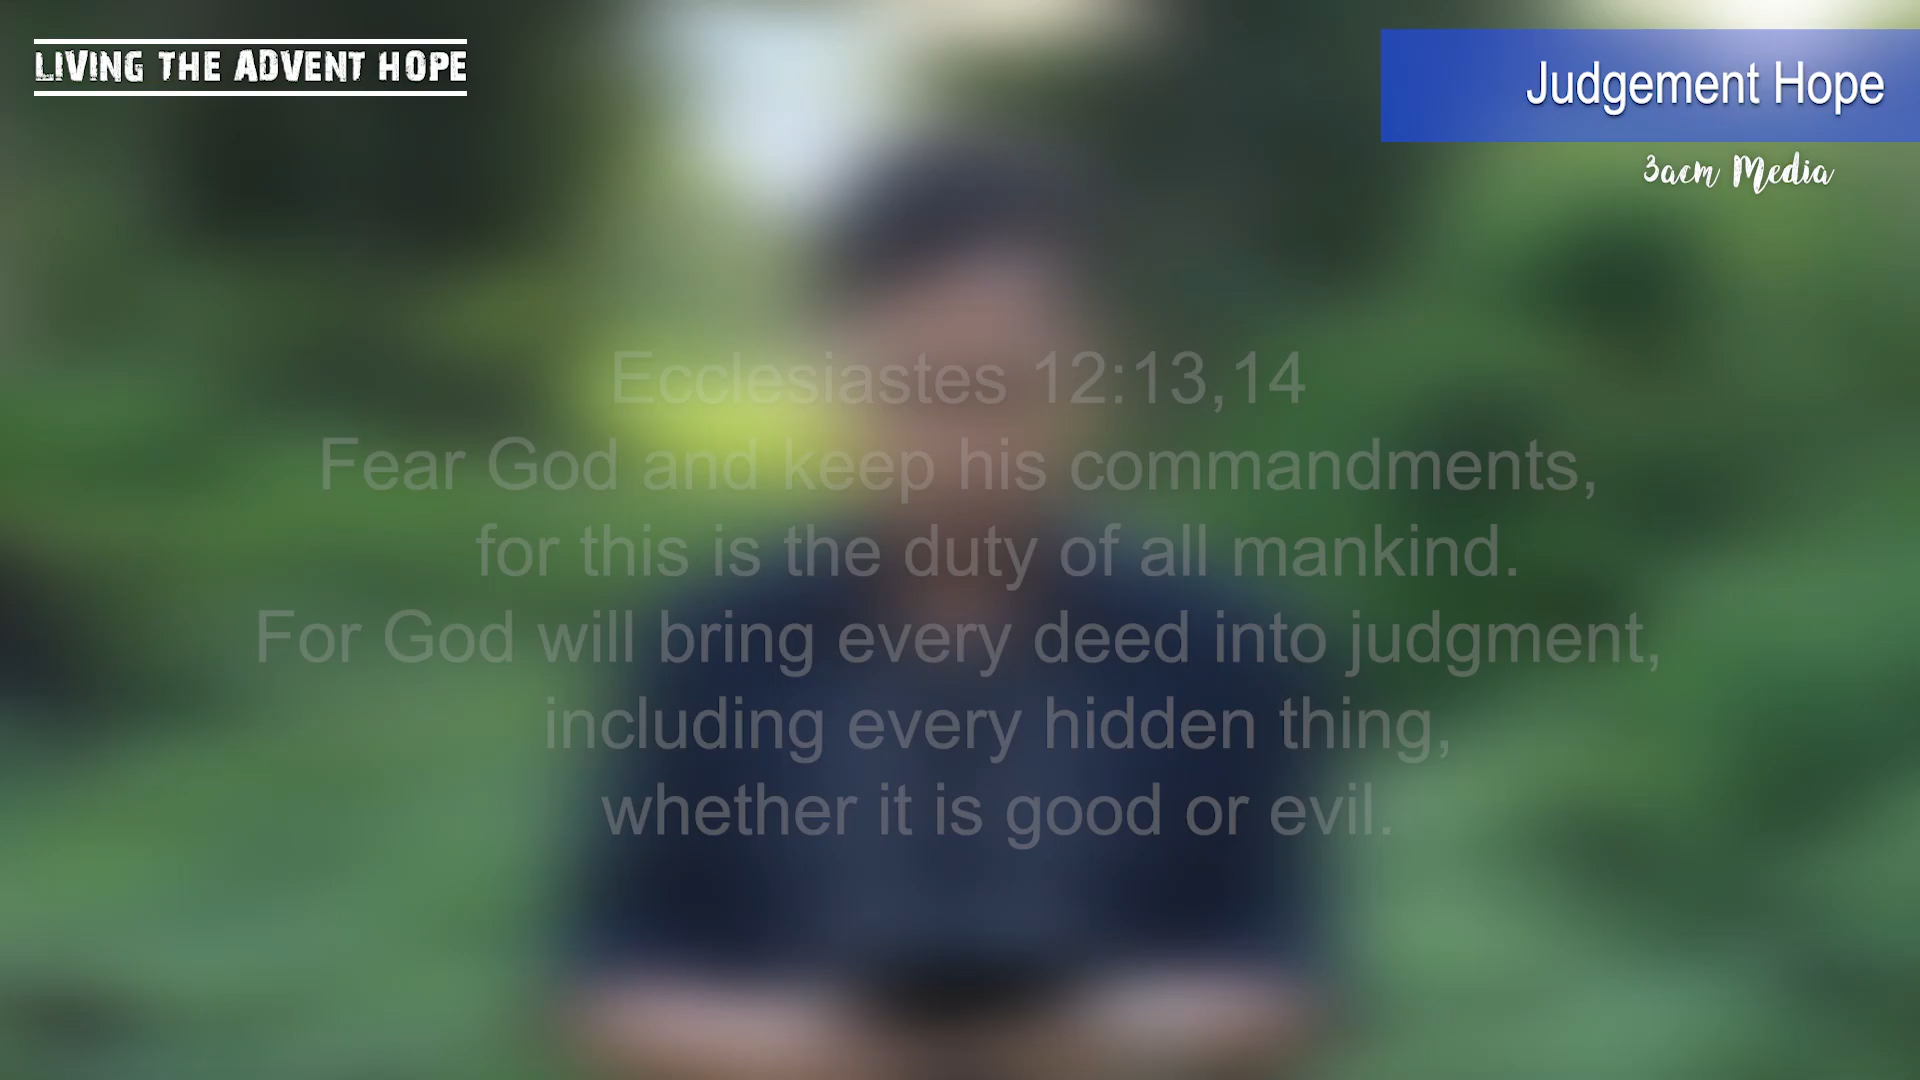 LIVING THE ADVENT HOPE
Judgement Hope
3acm Media
Ecclesiastes 12:13,14
Fear God and keep his commandments,
for this is the duty of all mankind.
For God will bring every deed into judgment,
including every hidden thing,
whether it is good or evil.